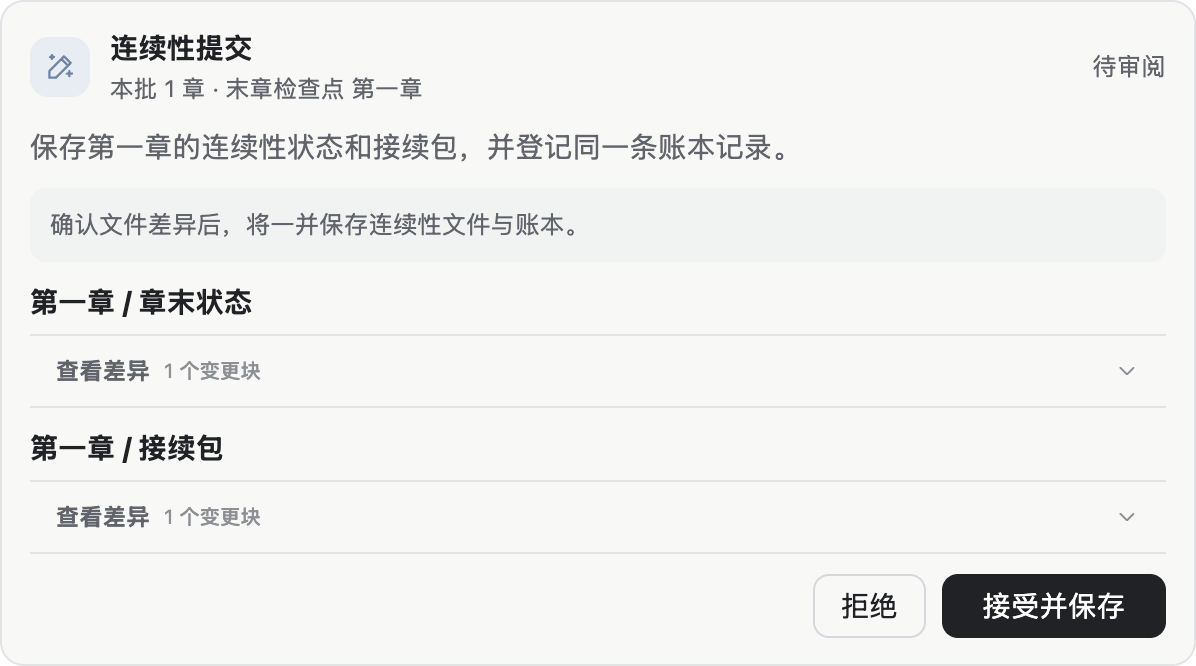 连续性提交
本批 1 章 · 末章检查点 第一章
待审阅
保存第一章的连续性状态和接续包，并登记同一条账本记录。
确认文件差异后，将一并保存连续性文件与账本。
第一章 / 章末状态
查看差异 1 个变更块
第一章 / 接续包
查看差异 1 个变更块
拒绝
接受并保存